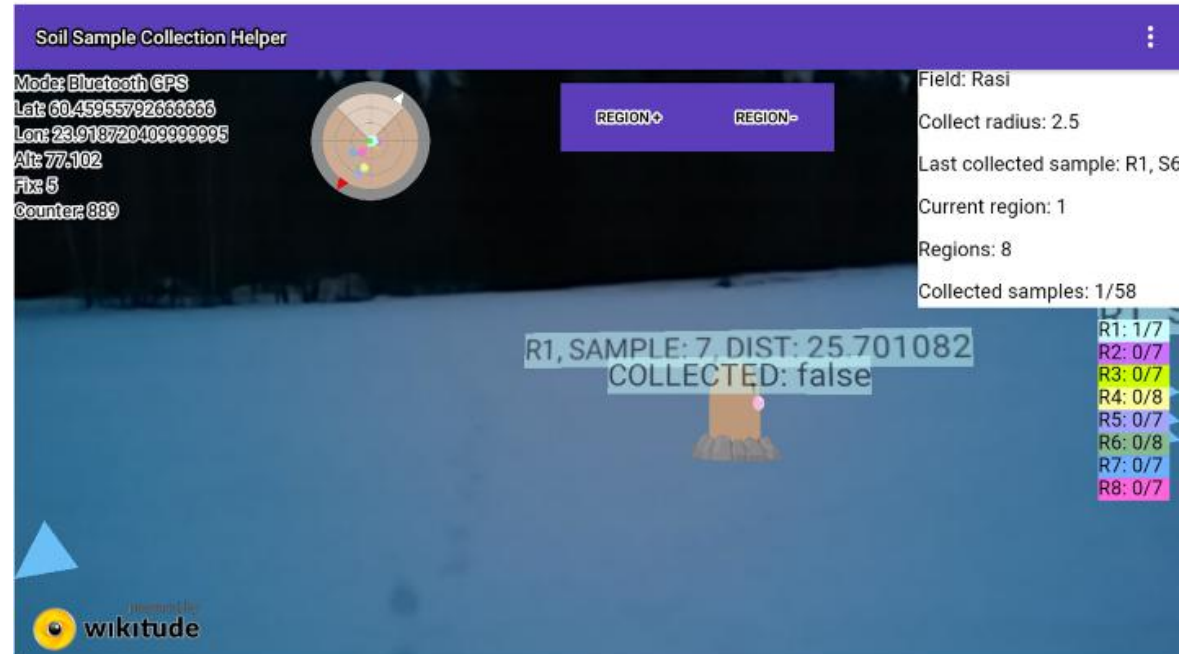 Soil Sample Collection Helper
Mode: Bluetooth GPS
Lat: 60.45955792666666
Lon: 23.918720409999995
Alt: 77.102
Fix: 5
Counter: 889
REGION+ REGION-
Field: Rasi
Collect radius: 2.5
Last collected sample: R1, S6
Current region: 1
Regions: 8
Collected samples: 1/58
R1: 1/7
R2: 0/7
R3: 0/7
R4: 0/8
R5: 0/7
R6: 0/8
R7: 0/7
R8: 0/7
R1, SAMPLE: 7, DIST: 25.701082
COLLECTED: false
wikitude